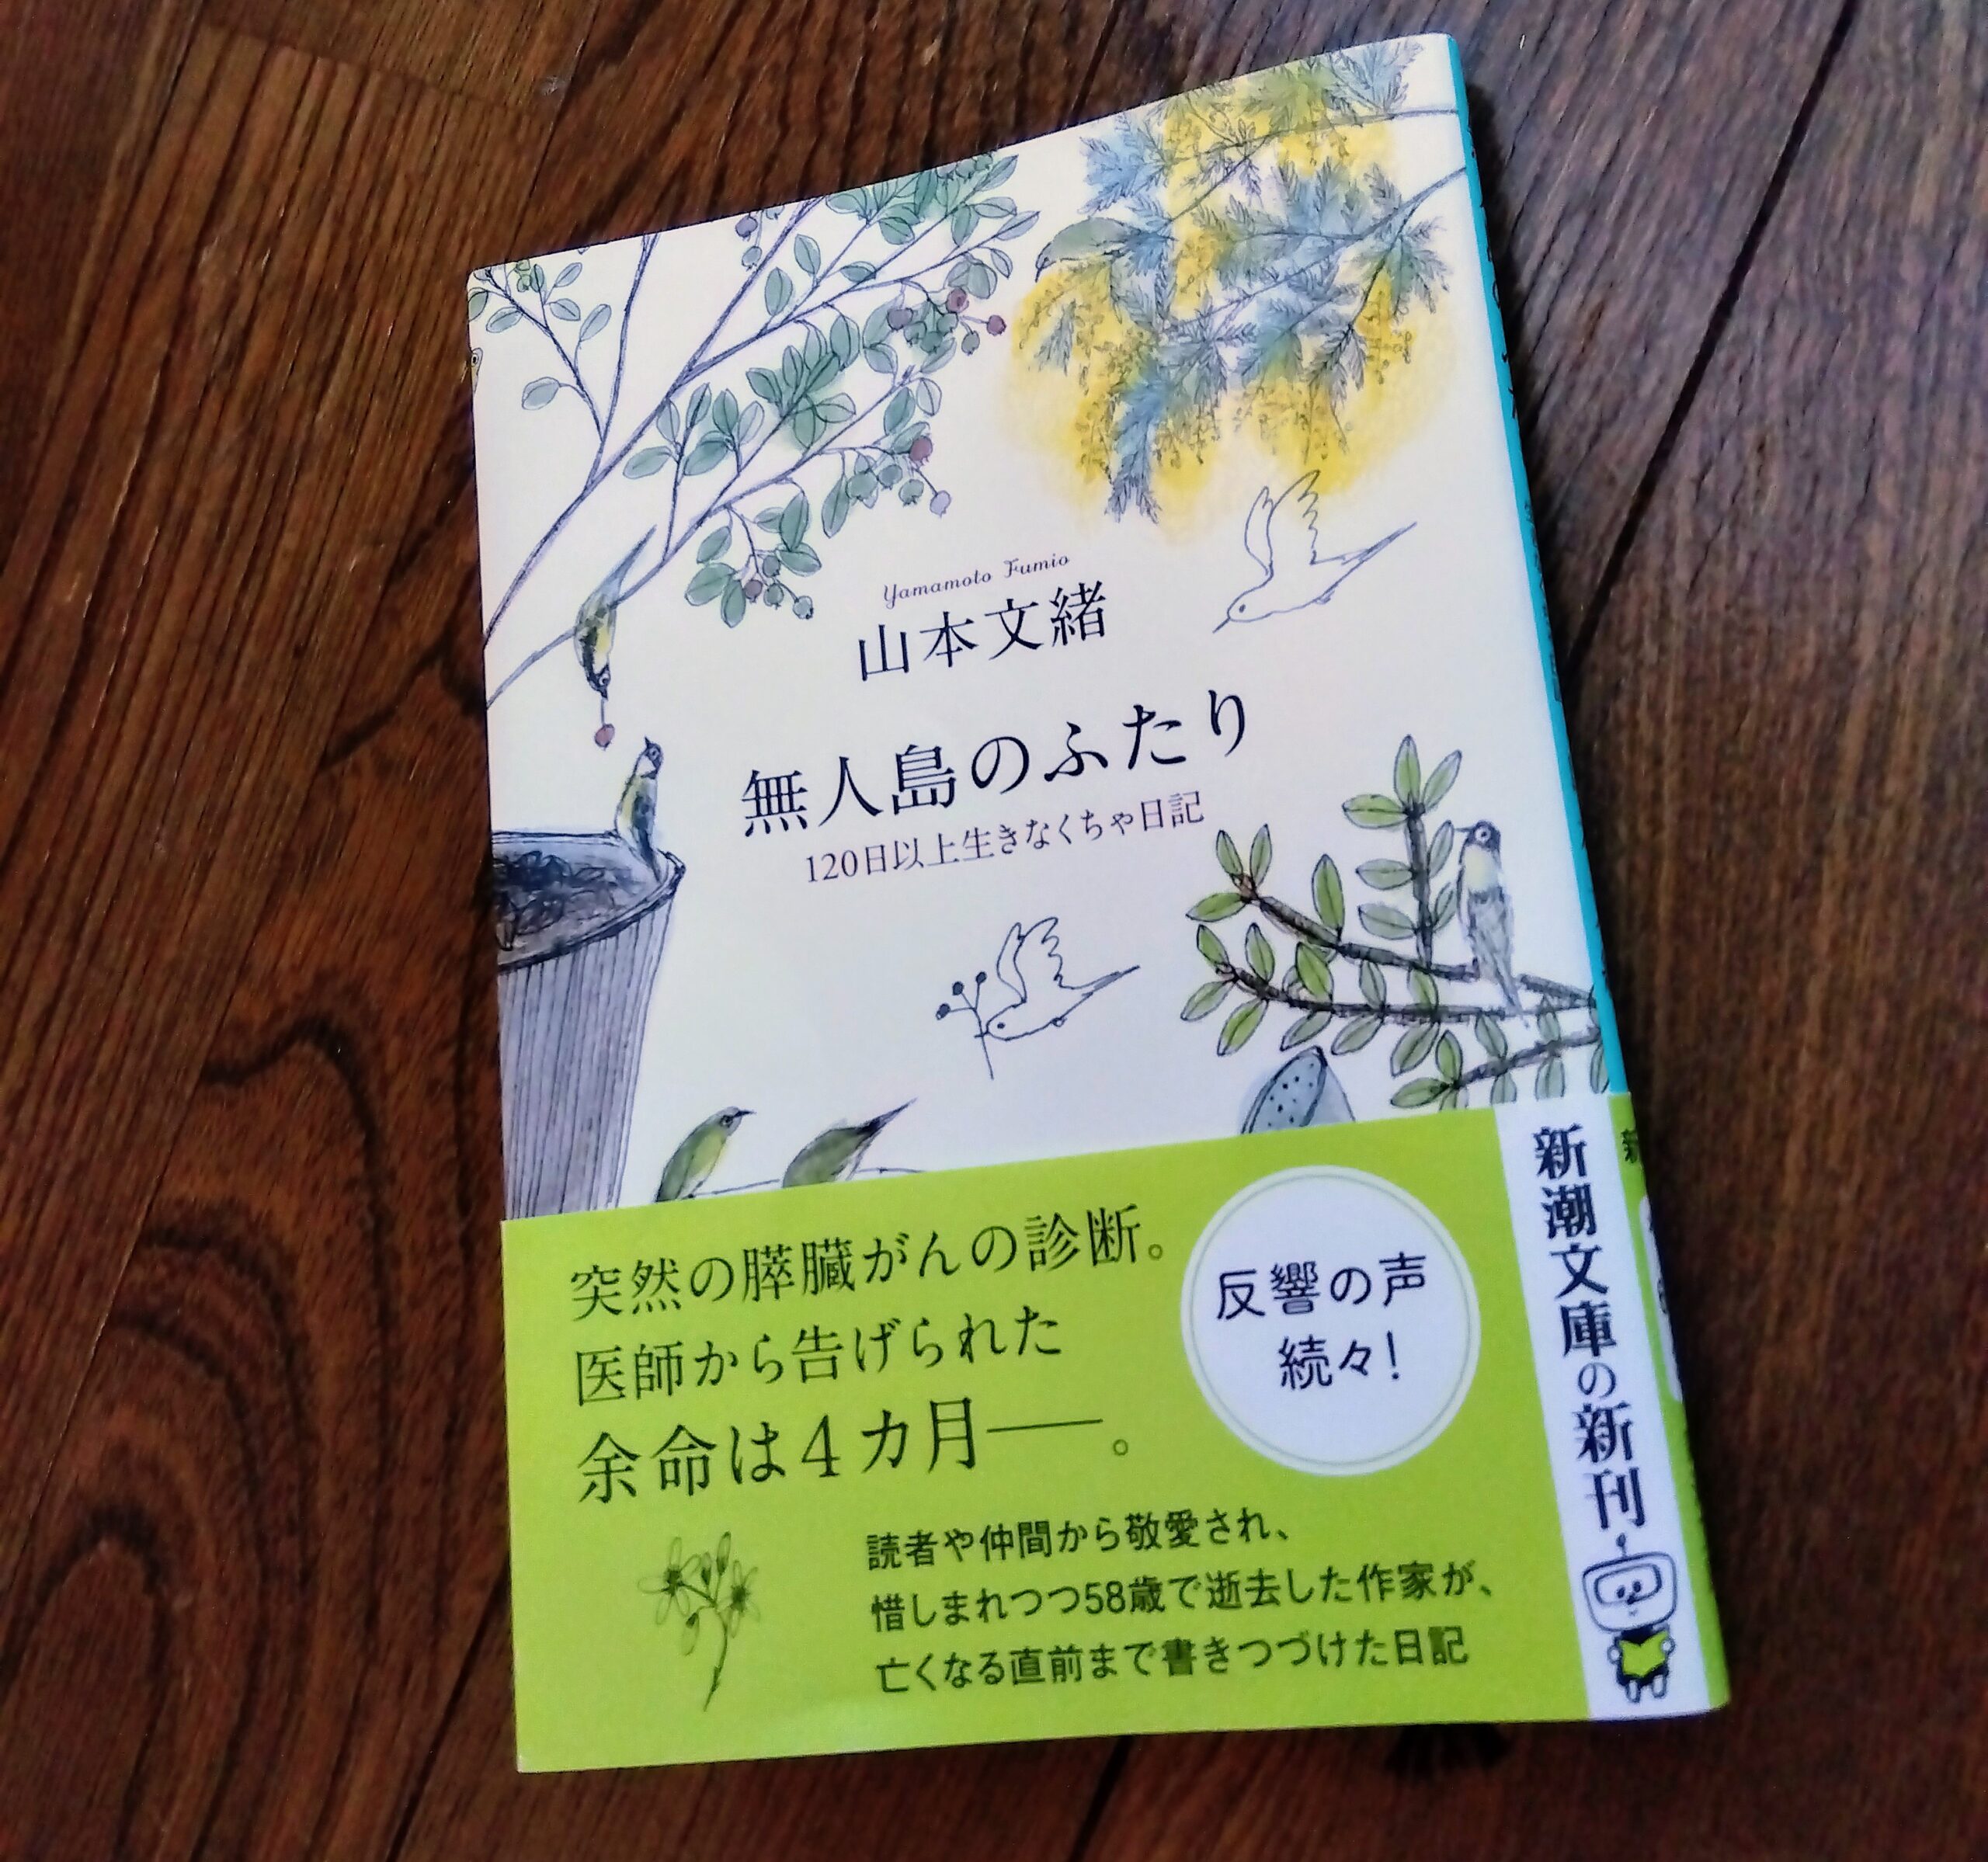 Yamamoto Fumio
山本文緒
無人島のふたり
120日以上生きなくちゃ日記
突然の膵臓がんの診断。
医師から告げられた
余命は4カ月──。
反響の声
続々!
読者や仲間から敬愛され、
惜しまれつつ58歳で逝去した作家が、
亡くなる直前まで書きつづけた日記
新潮文庫の新刊
新